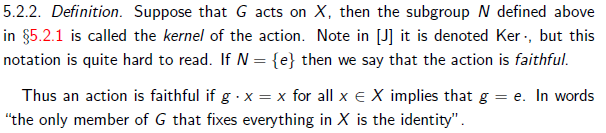 5.2.2. Definition. Suppose that G acts on X, then the subgroup N defined above
in §5.2.1 is called the kernel of the action. Note in [J] it is denoted Ker ·, but this
notation is quite hard to read. If N = {e} then we say that the action is faithful.
Thus an action is faithful if g · x = x for all x ∈ X implies that g = e. In words
“the only member of G that fixes everything in X is the identity”.